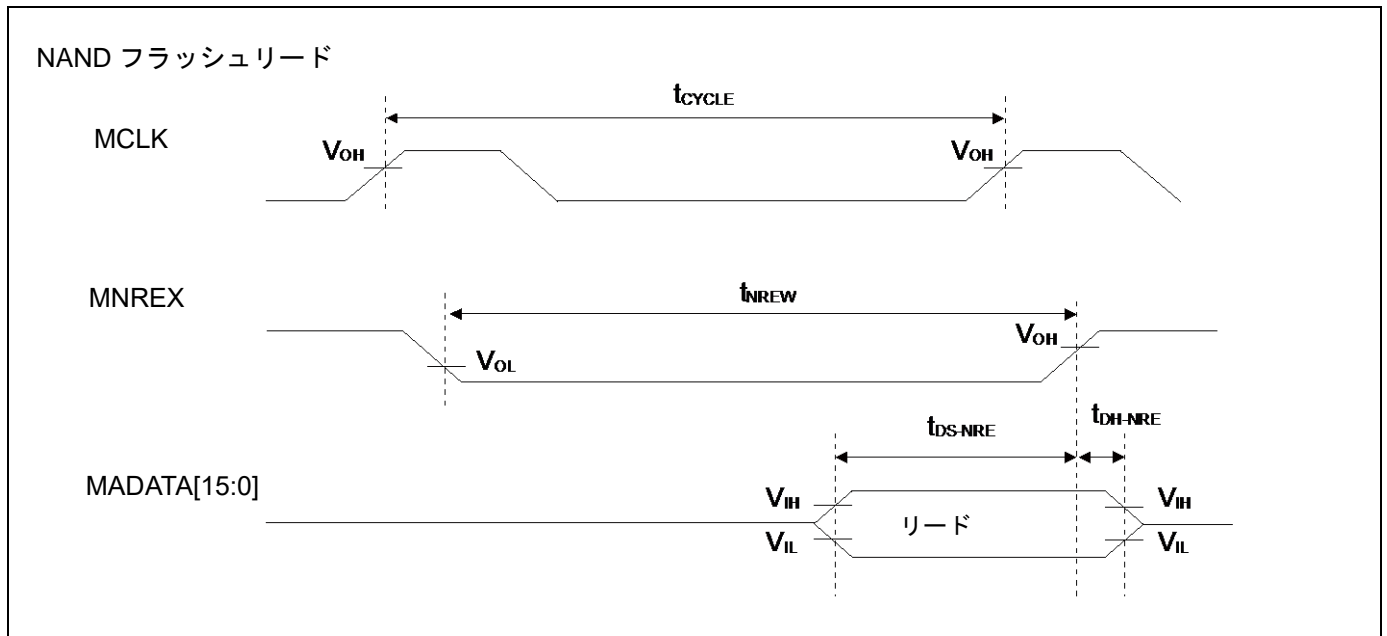 NAND フラッシュリード
tCYCLE
MCLK
VOH
VOH
MNREX
tNREW
VOH
VOL
tDS-NRE
tDH-NRE
MADATA[15:0]
VIH
リード
VIH
VIL
VIL